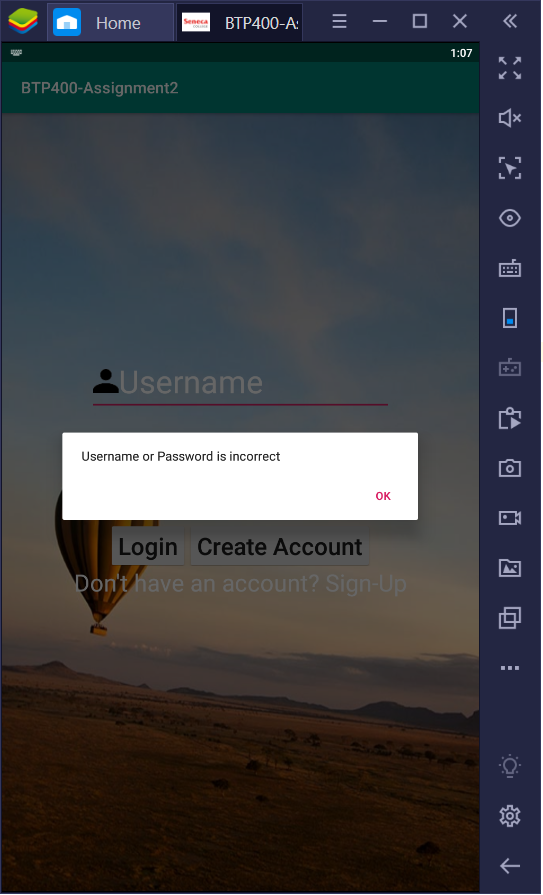 Home
Seneca
BTP400-As
1:07
BTP400-Assignment2
Username
Username or Password is incorrect
OK
Login
Create Account
Don't have an account? Sign-Up